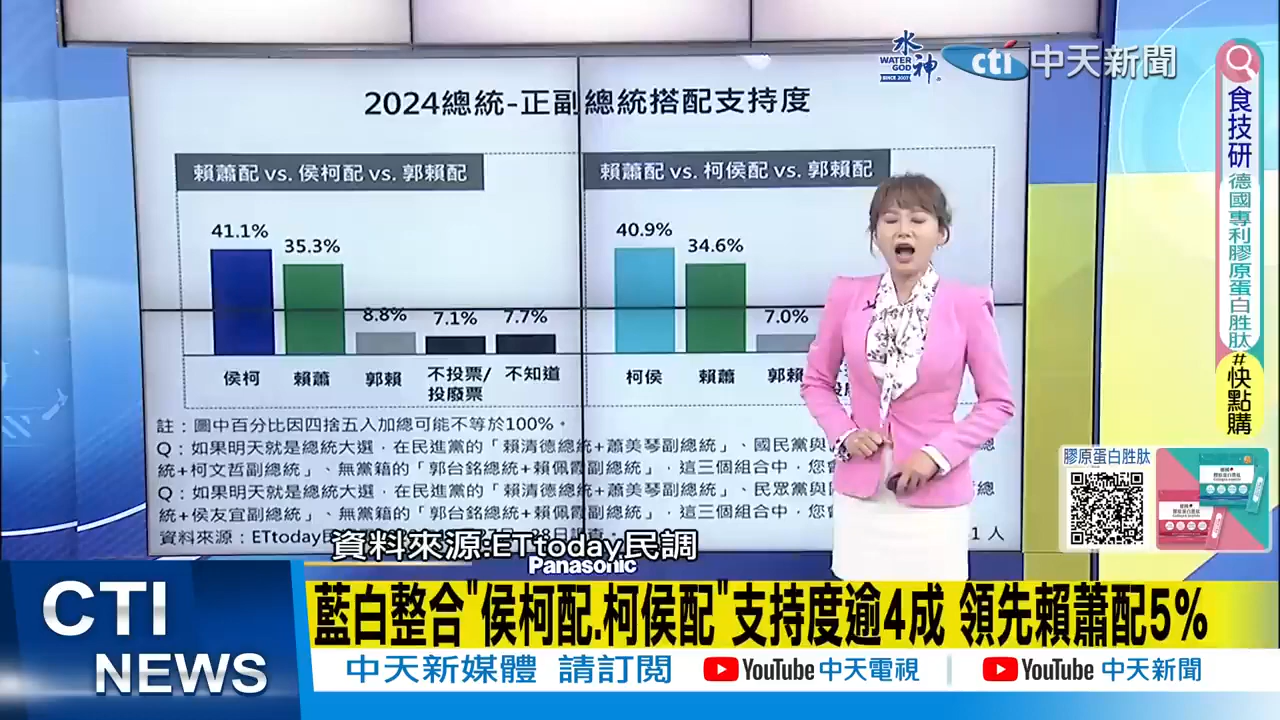 水神
WATER GOD
SINCE 2007
cti 中天新聞
食技研
德國專利膠原蛋白胜肽
#快點購
膠原蛋白胜肽
2024總統-正副總統搭配支持度
賴蕭配 vs. 侯柯配 vs. 郭賴配
41.1%
35.3%
8.8%
7.1%
7.7%
侯柯
賴蕭
郭賴
不投票/
投廢票
不知道
賴蕭配 vs. 柯侯配 vs. 郭賴配
40.9%
34.6%
7.0%
柯侯
賴蕭
郭賴
註：圖中百分比因四捨五入加總可能不等於100%。
Q：如果明天就是總統大選，在民進黨的「賴清德總統+蕭美琴副總統」、國民黨與
統+柯文哲副總統」、無黨籍的「郭台銘總統+賴佩霞副總統」，這三個組合中，您
Q：如果明天就是總統大選，在民進黨的「賴清德總統+蕭美琴副總統」、民眾黨與
統+侯友宜副總統」、無黨籍的「郭台銘總統+賴佩霞副總統」，這三個組合中，您
資料來源：ETtoday
1 人
資料來源:ETtoday民調
Panasonic
CTI
NEWS
藍白整合"侯柯配.柯侯配"支持度逾4成 領先賴蕭配5%
中天新媒體 請訂閱 YouTube 中天電視 | YouTube 中天新聞